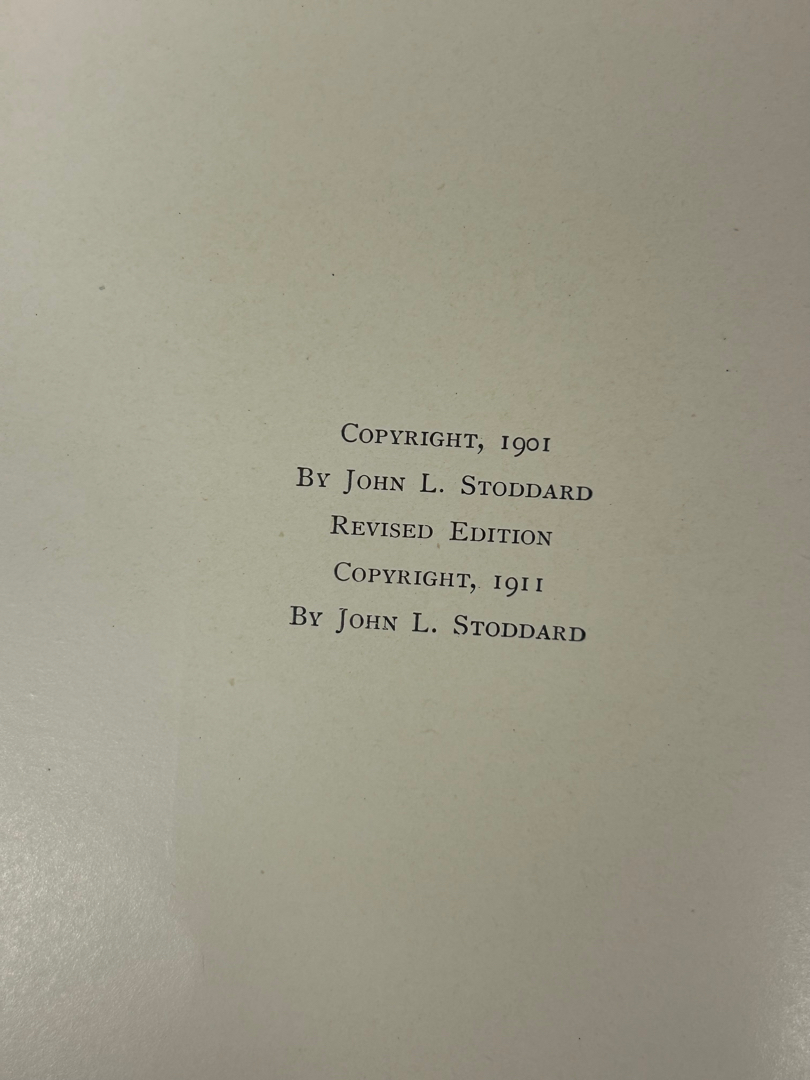 Copyright, 1901
By John L. Stoddard
Revised Edition
Copyright, 1911
By John L. Stoddard